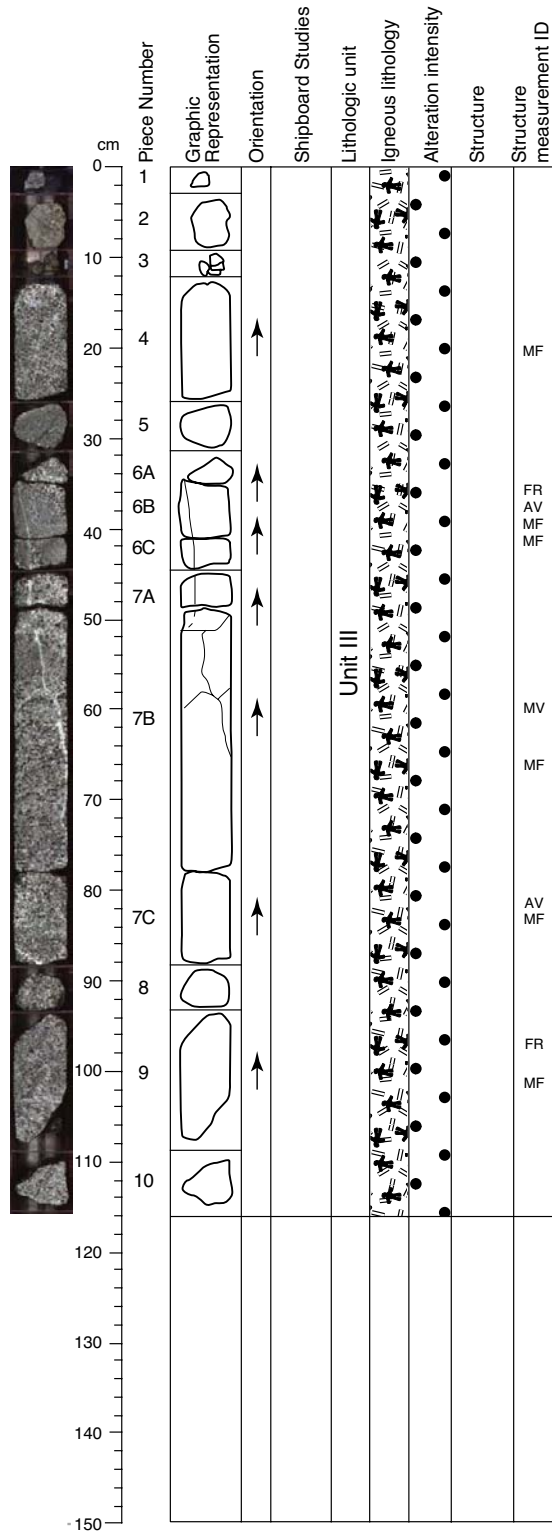 cm
Piece Number
Graphic
Representation
Orientation
Shipboard Studies
Lithologic unit
Igneous lithology
Alteration intensity
Structure
Structure
measurement ID
0
10
20
30
40
50
60
70
80
90
100
110
120
130
140
150
1
2
3
4
5
6A
6B
6C
7A
7B
7C
8
9
10
Unit III
MF
FR
AV
MF
MF
MV
MF
AV
MF
FR
MF